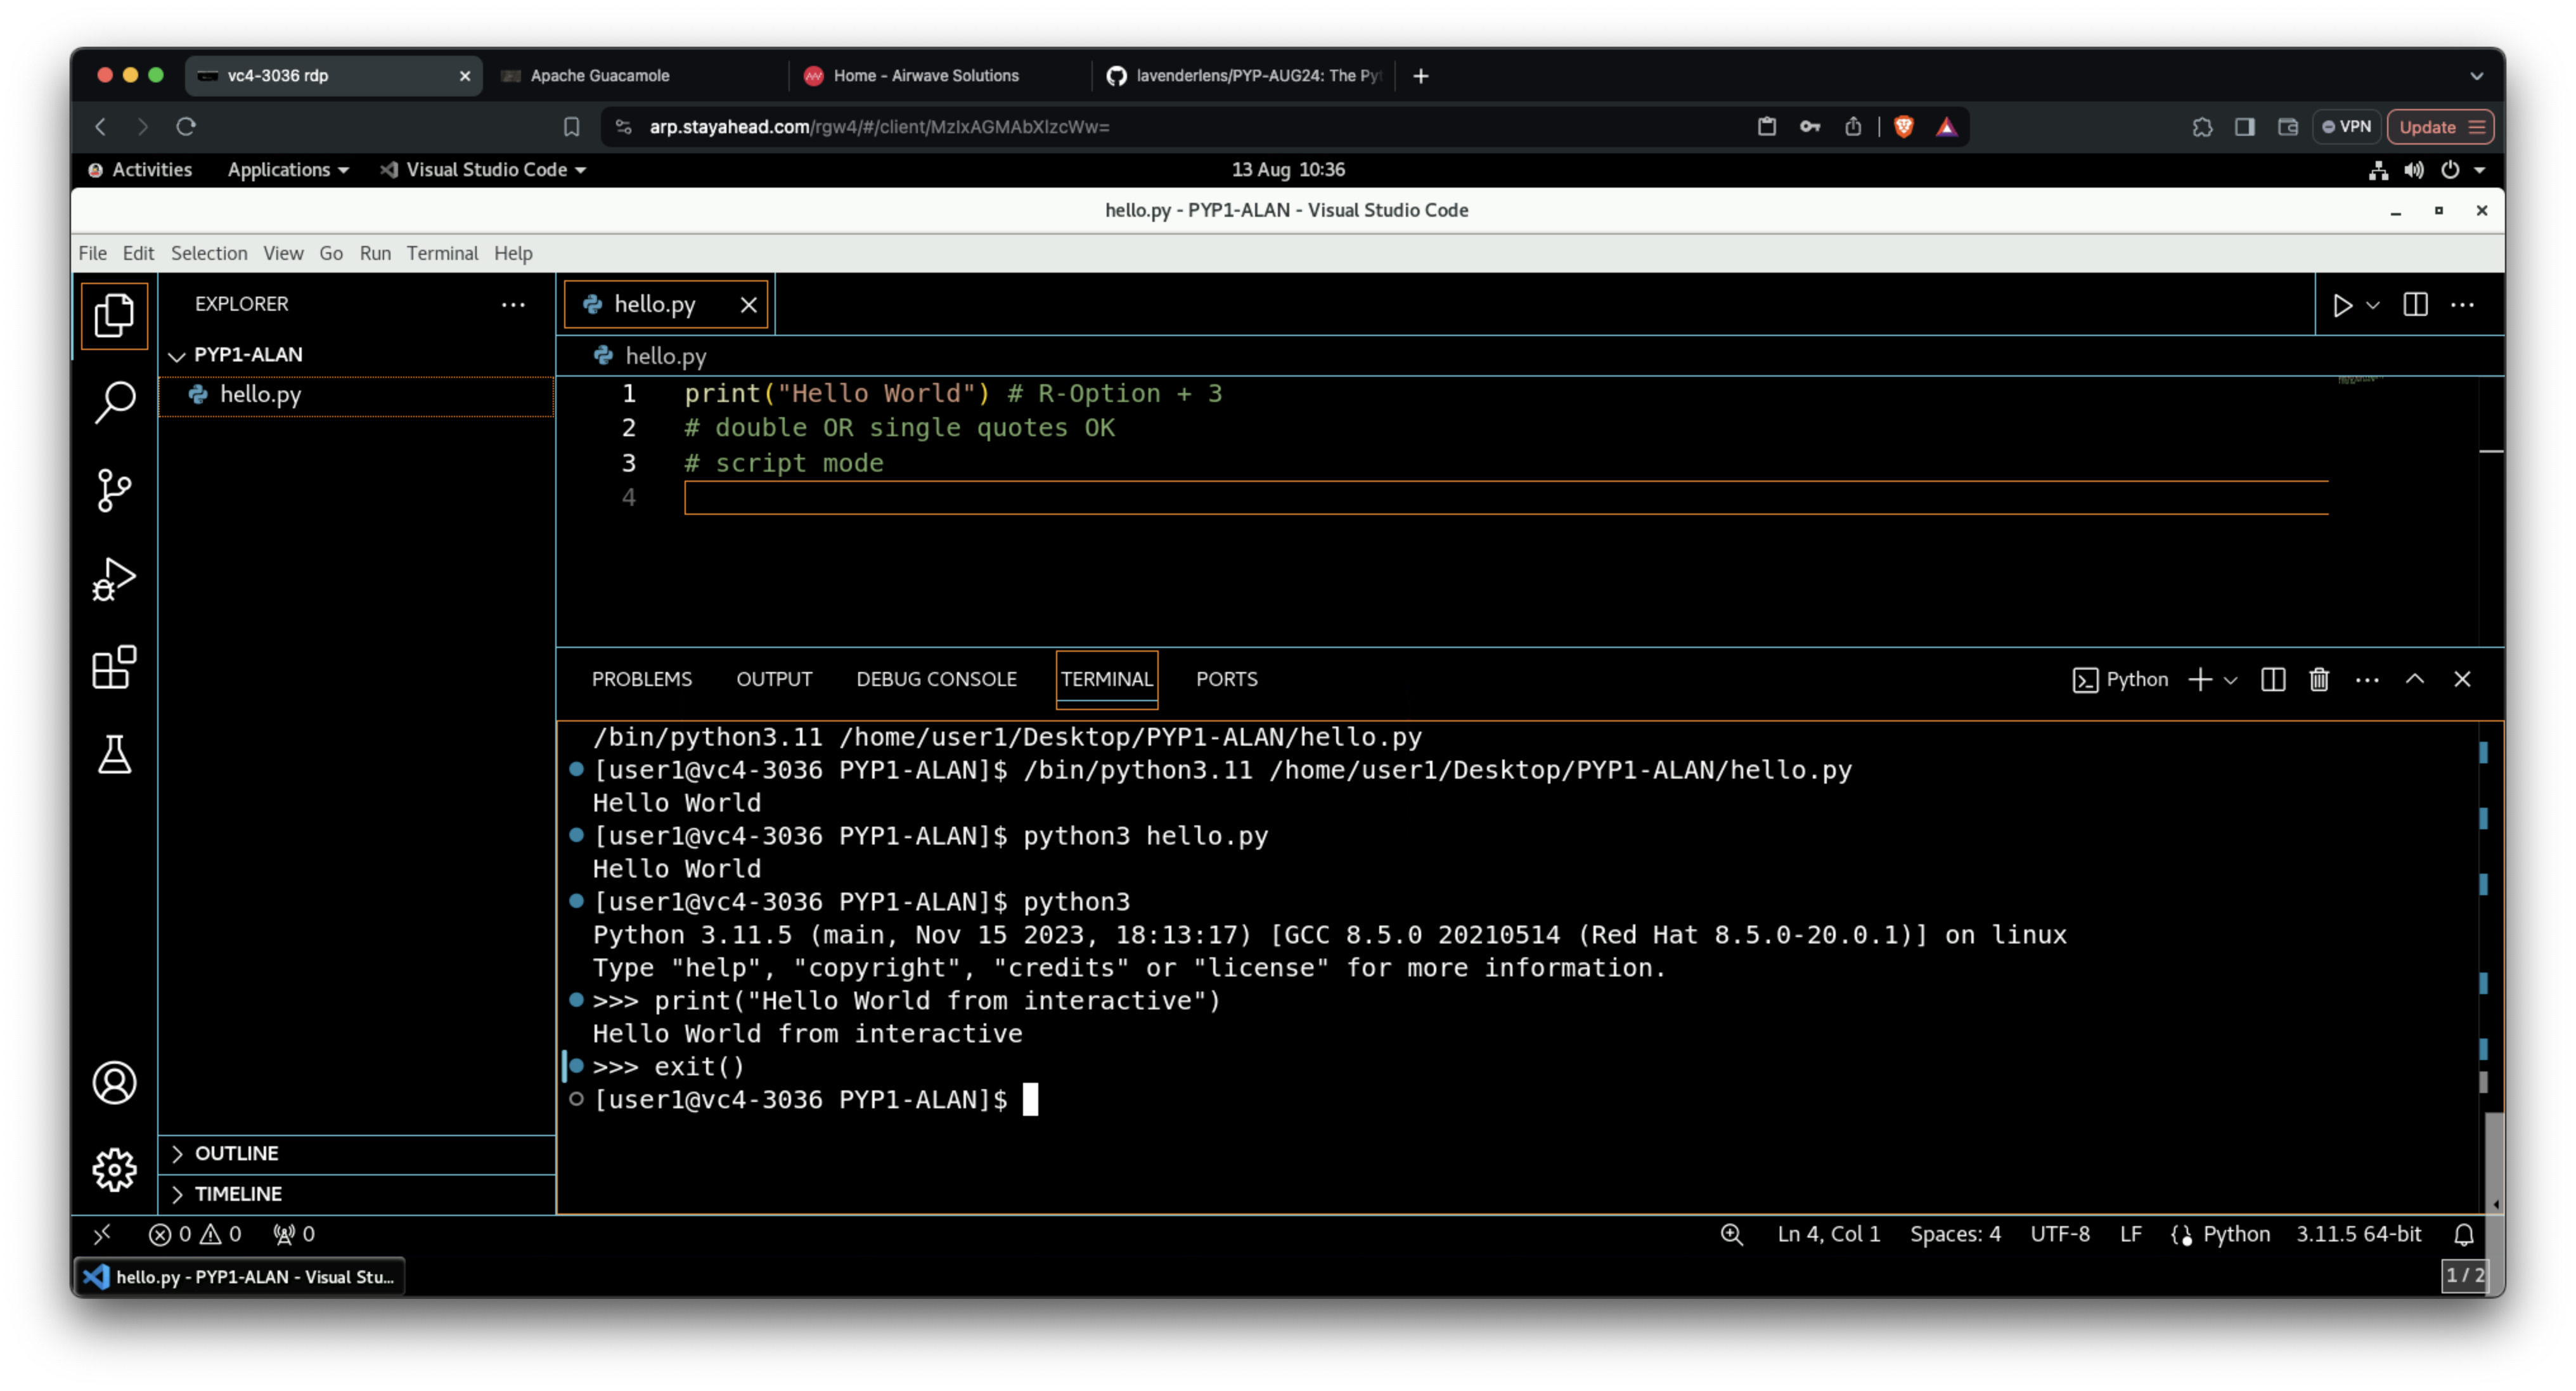 vc4-3036 rdp
Apache Guacamole
Home - Airwave Solutions
lavenderlens/PYP-AUG24: The Py
arp.stayahead.com/rgw4/#/client/MzIxAGMAbXlzcWw=
VPN
Update
Activities
Applications
Visual Studio Code
13 Aug 10:36
hello.py - PYP1-ALAN - Visual Studio Code
File Edit Selection View Go Run Terminal Help
EXPLORER
PYP1-ALAN
hello.py
hello.py
hello.py
1 print("Hello World") # R-Option + 3
2 # double OR single quotes OK
3 # script mode
4
PROBLEMS OUTPUT DEBUG CONSOLE TERMINAL PORTS
Python
/bin/python3.11 /home/user1/Desktop/PYP1-ALAN/hello.py
[user1@vc4-3036 PYP1-ALAN]$ /bin/python3.11 /home/user1/Desktop/PYP1-ALAN/hello.py
Hello World
[user1@vc4-3036 PYP1-ALAN]$ python3 hello.py
Hello World
[user1@vc4-3036 PYP1-ALAN]$ python3
Python 3.11.5 (main, Nov 15 2023, 18:13:17) [GCC 8.5.0 20210514 (Red Hat 8.5.0-20.0.1)] on linux
Type "help", "copyright", "credits" or "license" for more information.
>>> print("Hello World from interactive")
Hello World from interactive
>>> exit()
[user1@vc4-3036 PYP1-ALAN]$
OUTLINE
TIMELINE
0 0 0
Ln 4, Col 1 Spaces: 4 UTF-8 LF Python 3.11.5 64-bit
hello.py - PYP1-ALAN - Visual Stu...
1 / 2